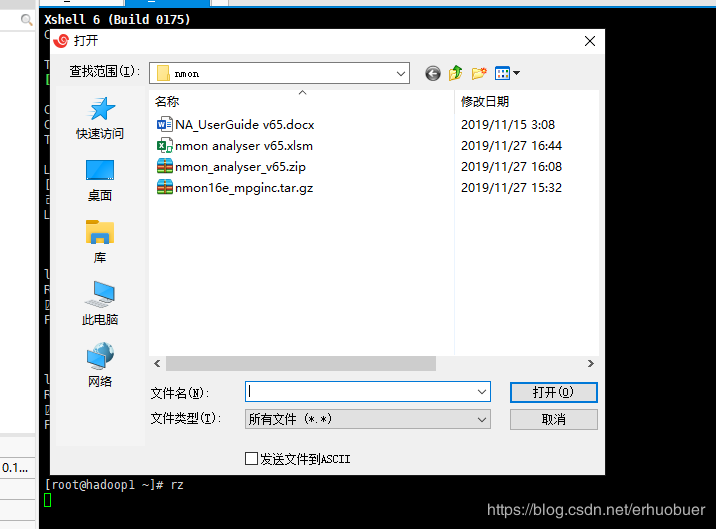 Xshell 6 (Build 0175)
打开
查找范围(I):
nmon
名称
修改日期
NA_UserGuide v65.docx
2019/11/15 3:08
nmon analyser v65.xlsm
2019/11/27 16:44
nmon_analyser_v65.zip
2019/11/27 16:08
nmon16e_mpginc.tar.gz
2019/11/27 15:32
快速访问
桌面
库
此电脑
网络
文件名(N):
打开(O)
文件类型(T):
所有文件 (*.*)
取消
发送文件到ASCII
0.1...
[root@hadoop1 ~]# rz
https://blog.csdn.net/erhuobuer